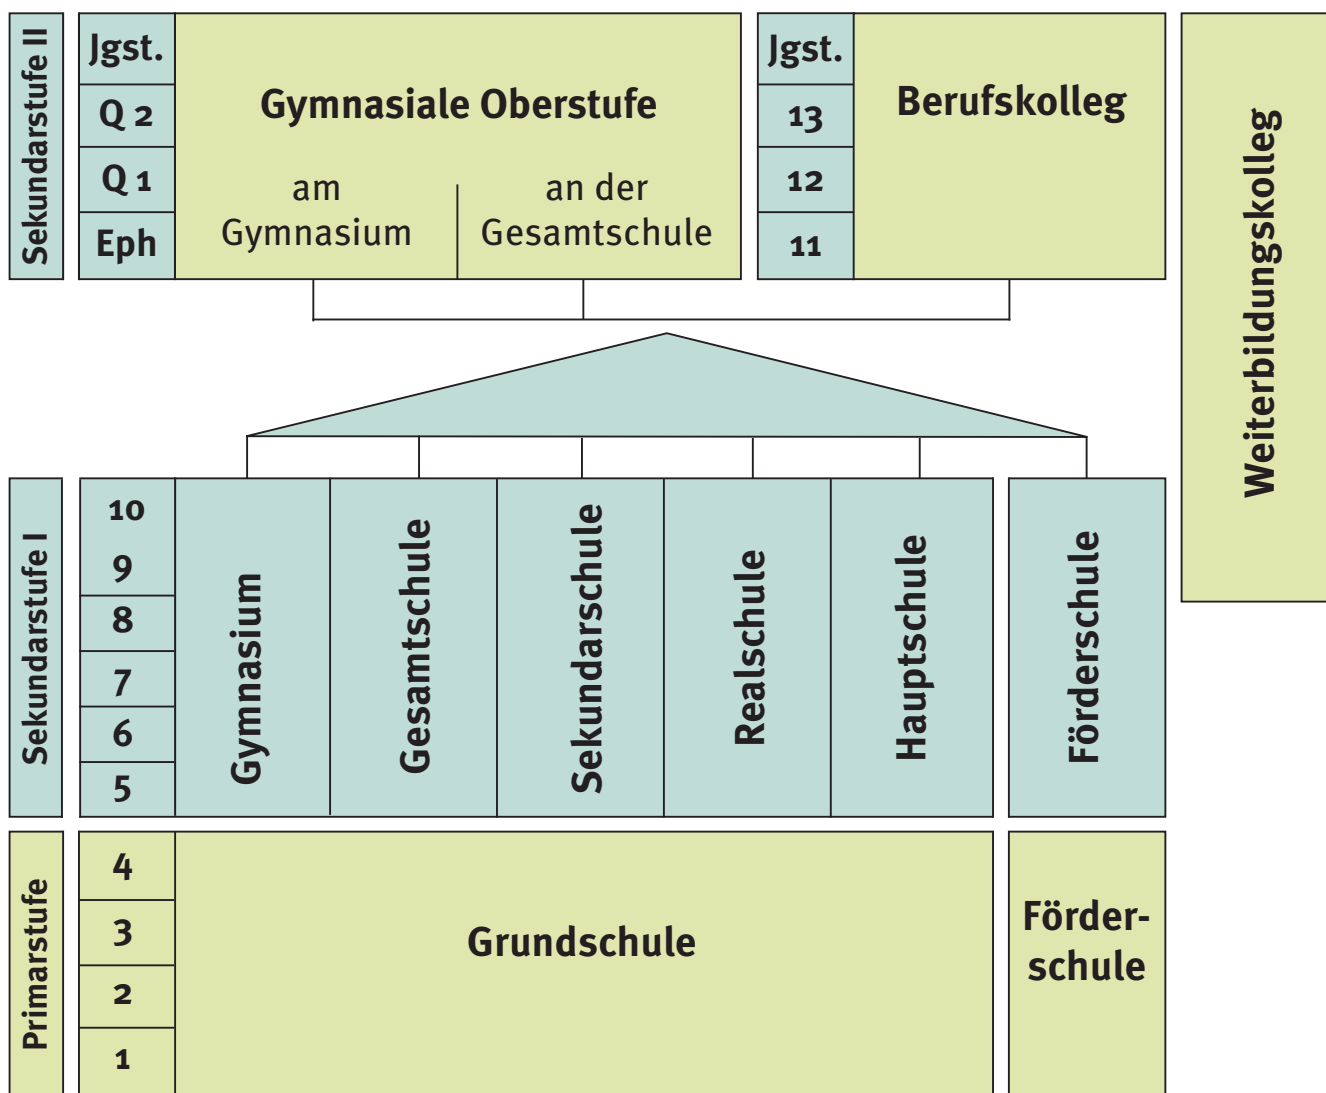 Sekundarstufe II
Jgst.
Q 2
Q 1
Eph
Gymnasiale Oberstufe
am
Gymnasium
an der
Gesamtschule
Jgst.
13
12
11
Berufskolleg
Weiterbildungskolleg
Sekundarstufe I
10
9
8
7
6
5
Gymnasium
Gesamtschule
Sekundarschule
Realschule
Hauptschule
Förderschule
Primarstufe
4
3
2
1
Grundschule
Förder-
schule